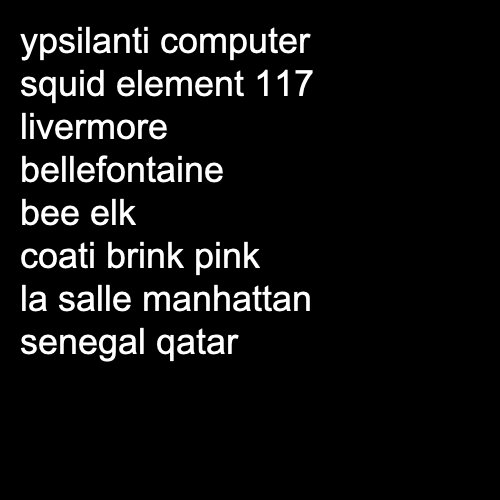 ypsilanti computer
squid element 117
livermore
bellefontaine
bee elk
coati brink pink
la salle manhattan
senegal qatar